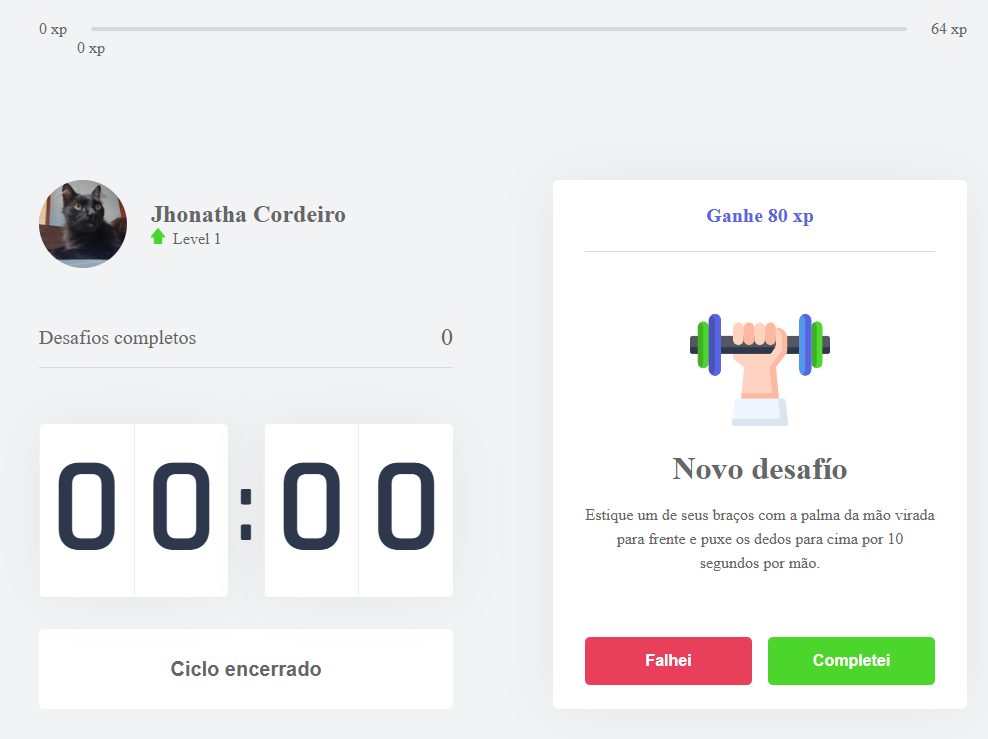 0 xp
64 xp
0 xp
Jhonatha Cordeiro
Level 1
Desafios completos
0
00:00
Ciclo encerrado
Ganhe 80 xp
Novo desafío
Estique um de seus braços com a palma da mão virada
para frente e puxe os dedos para cima por 10
segundos por mão.
Falhei
Completei